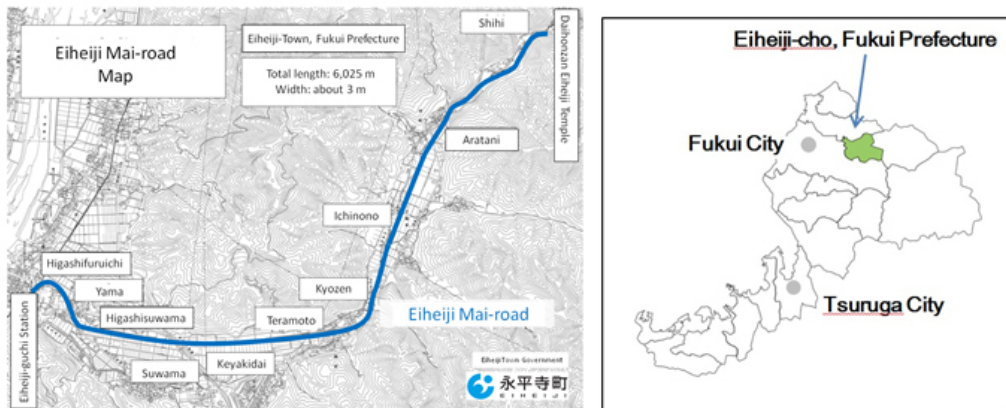 Eiheiji Mai-road
Map
Eiheiji-Town, Fukui Prefecture
Total length: 6,025 m
Width: about 3 m
Shihi
Daihonzan Eiheiji Temple
Aratani
Ichinono
Kyozen
Higashifuruichi
Yama
Higashisuwama
Teramoto
Eiheiji Mai-road
Eiheiji-guchi Station
Suwama
Keyakidai
EiheijiTown Government
永平寺町
EIHEIJI
Eiheiji-cho, Fukui Prefecture
Fukui City
Tsuruga City